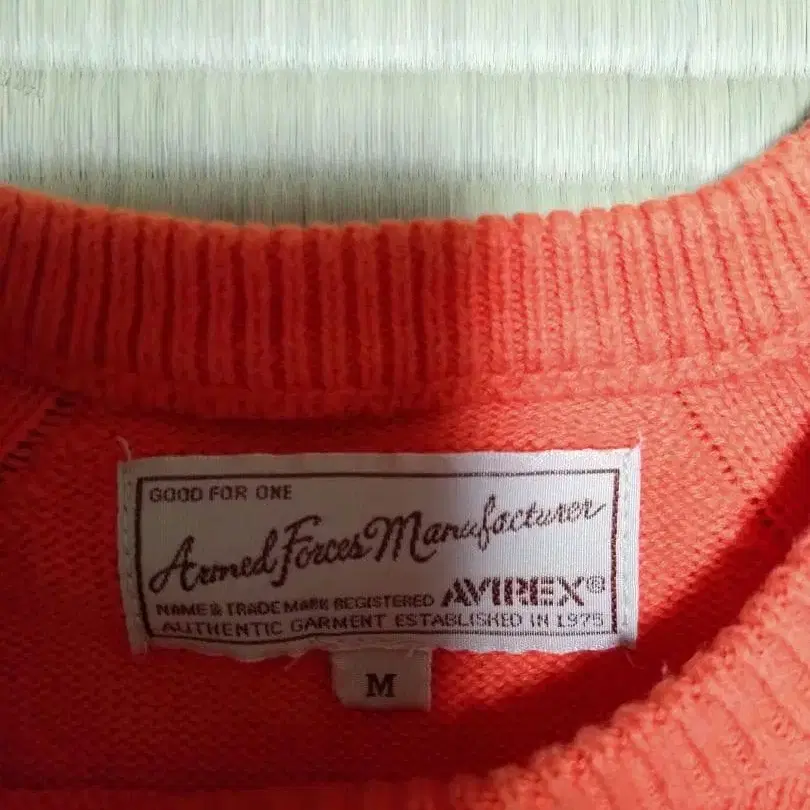 GOOD FOR ONE
Armed Forces Manufacturer
NAME & TRADE MARK REGISTERED AVIREX®
AUTHENTIC GARMENT ESTABLISHED IN 1975
M